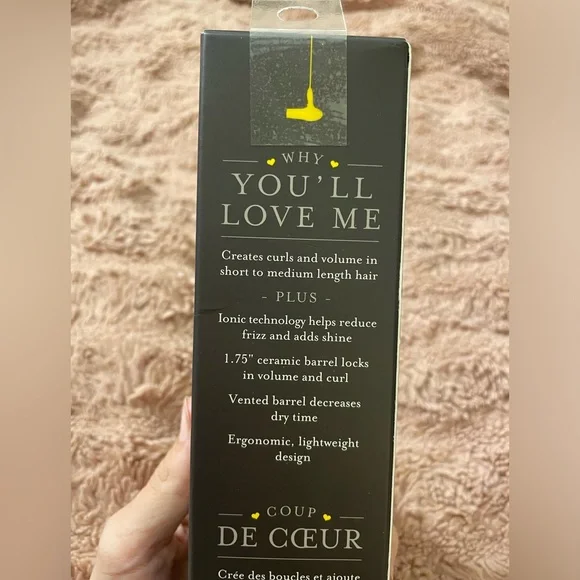 WHY
YOU'LL
LOVE ME
Creates curls and volume in
short to medium length hair
- PLUS -
Ionic technology helps reduce
frizz and adds shine
1.75" ceramic barrel locks
in volume and curl
Vented barrel decreases
dry time
Ergonomic, lightweight
design
COUP
DE CŒUR
Crée des boucles et ajoute